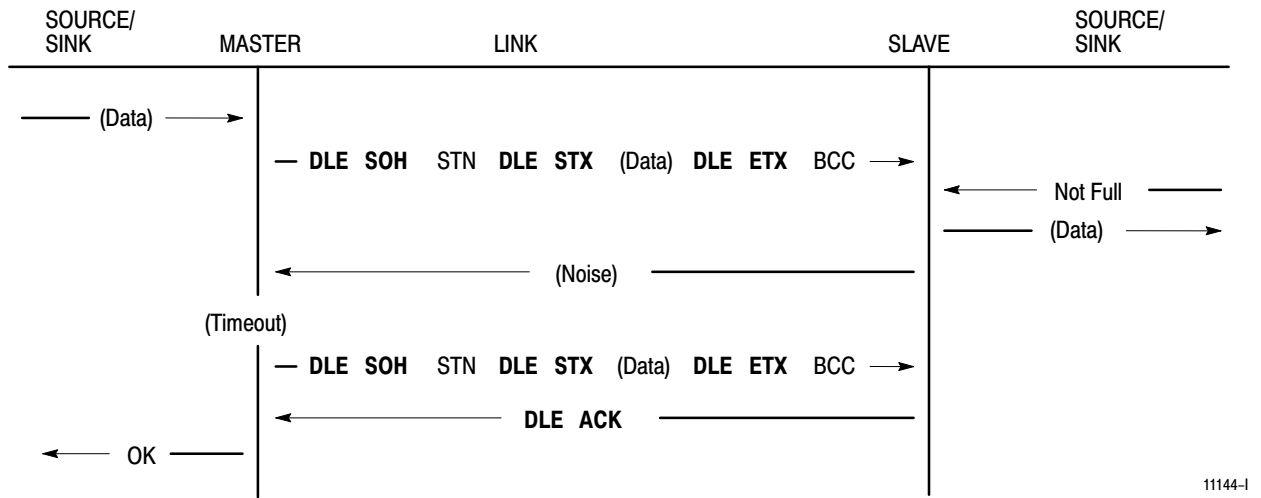 SOURCE/ SOURCE/
SINK MASTER LINK SLAVE SINK
(Data)
DLE SOH STN DLE STX (Data) DLE ETX BCC
Not Full
(Data)
(Noise)
(Timeout)
DLE SOH STN DLE STX (Data) DLE ETX BCC
DLE ACK
OK
11144–I